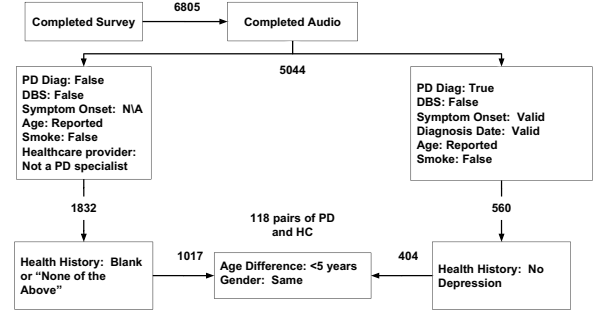 Completed Survey
6805
Completed Audio
5044
PD Diag: False
DBS: False
Symptom Onset: N\A
Age: Reported
Smoke: False
Healthcare provider:
Not a PD specialist
PD Diag: True
DBS: False
Symptom Onset: Valid
Diagnosis Date: Valid
Age: Reported
Smoke: False
1832
560
118 pairs of PD
and HC
Health History: Blank
or “None of the
Above”
1017
Age Difference: <5 years
Gender: Same
404
Health History: No
Depression